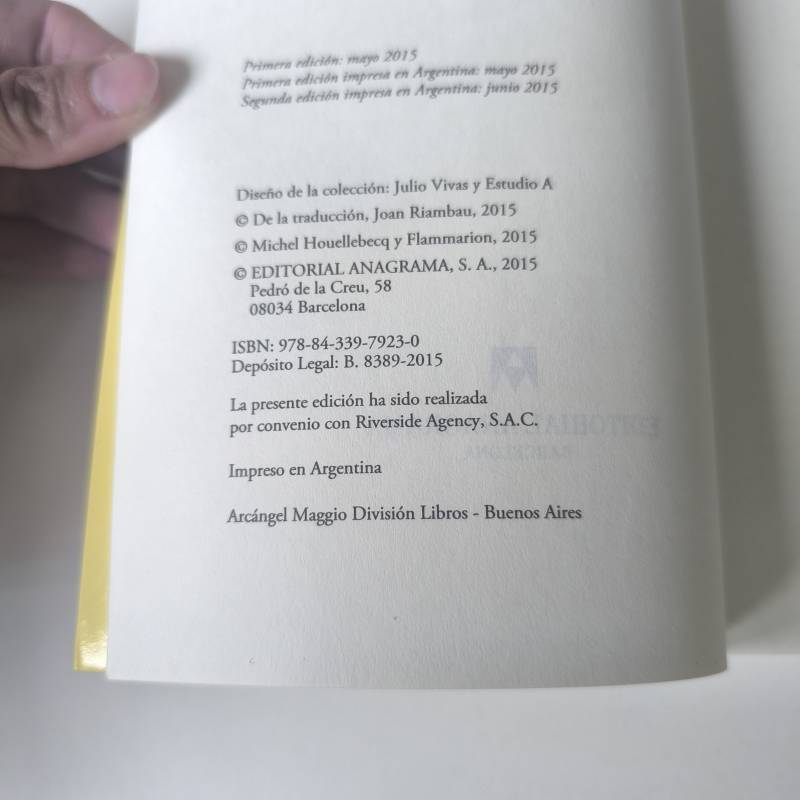 Primera edición: mayo 2015
Primera edición impresa en Argentina: mayo 2015
Segunda edición impresa en Argentina: junio 2015
Diseño de la colección: Julio Vivas y Estudio A
© De la traducción, Joan Riambau, 2015
© Michel Houellebecq y Flammarion, 2015
© EDITORIAL ANAGRAMA, S. A., 2015
Pedró de la Creu, 58
08034 Barcelona
ISBN: 978-84-339-7923-0
Depósito Legal: B. 8389-2015
La presente edición ha sido realizada
por convenio con Riverside Agency, S.A.C.
Impreso en Argentina
Arcángel Maggio División Libros - Buenos Aires